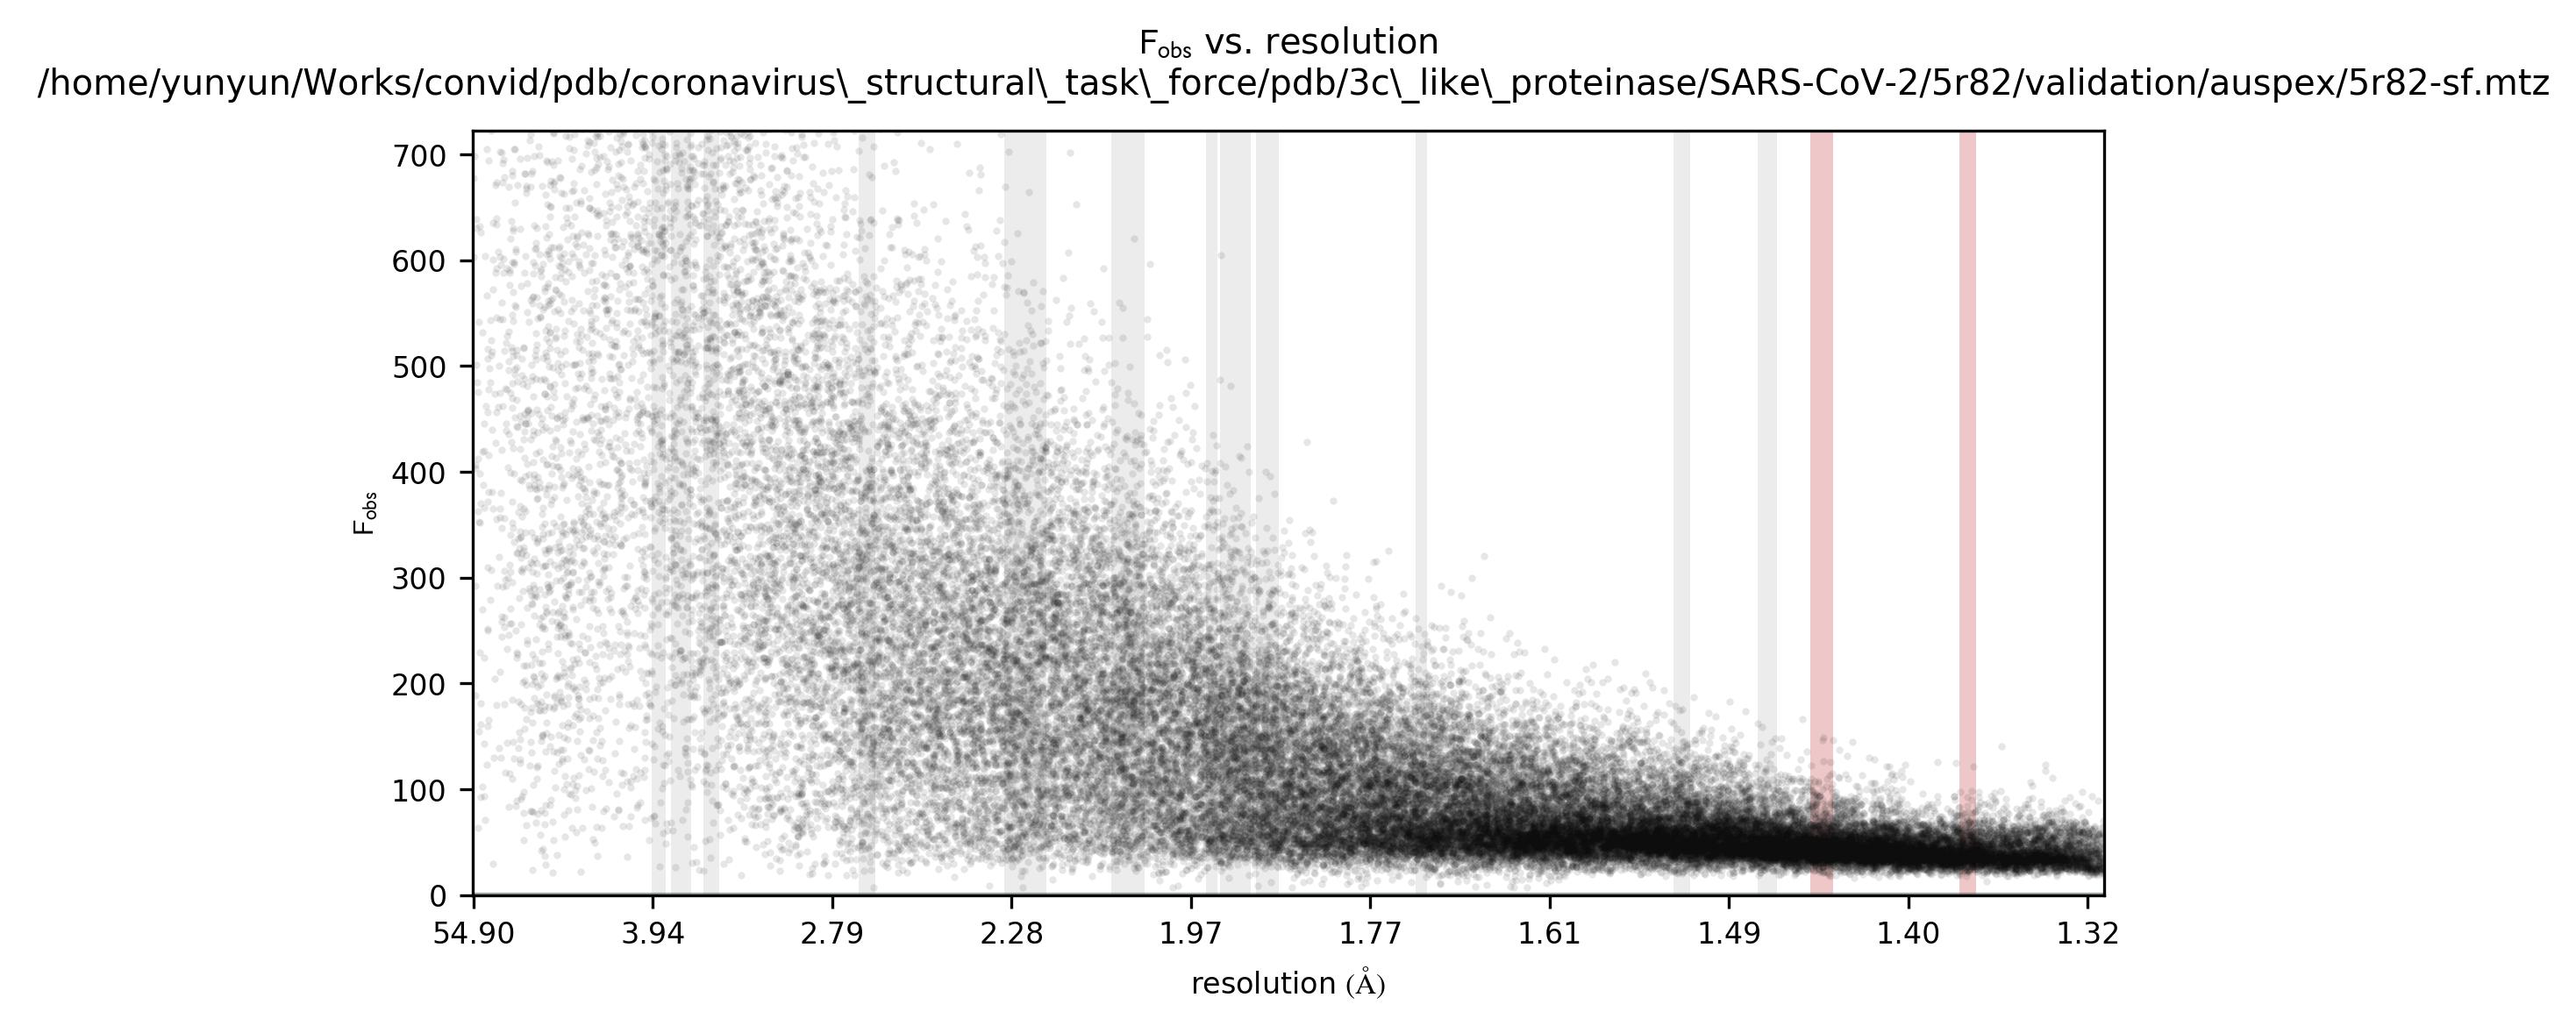 Fobs vs. resolution
/home/yunyun/Works/convid/pdb/coronavirus\_structural\_task\_force/pdb/3c\_like\_proteinase/SARS-CoV-2/5r82/validation/auspex/5r82-sf.mtz
700
600
500
400
300
200
100
0
Fobs
54.90 3.94 2.79 2.28 1.97 1.77 1.61 1.49 1.40 1.32
resolution (Å)